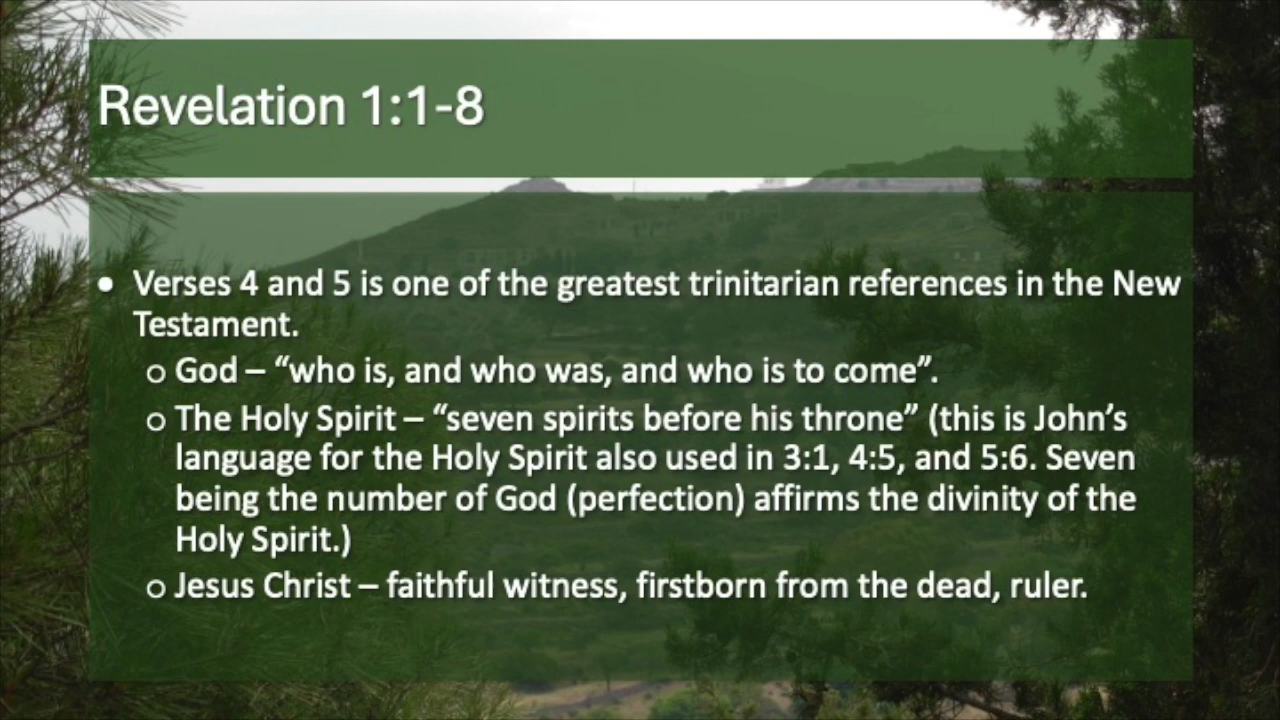 Revelation 1:1-8
• Verses 4 and 5 is one of the greatest trinitarian references in the New
Testament.
o God – “who is, and who was, and who is to come”.
o The Holy Spirit – “seven spirits before his throne” (this is John’s
language for the Holy Spirit also used in 3:1, 4:5, and 5:6. Seven
being the number of God (perfection) affirms the divinity of the
Holy Spirit.)
o Jesus Christ – faithful witness, firstborn from the dead, ruler.